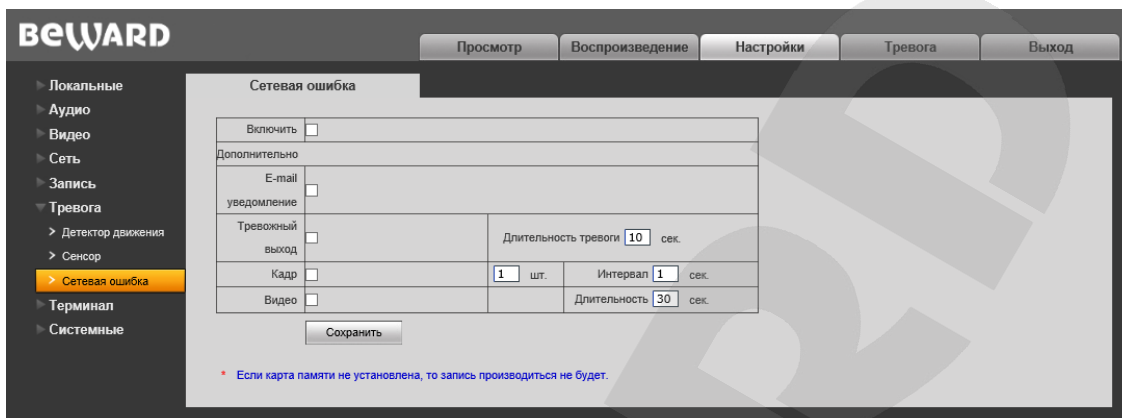 BEWARD
Просмотр Воспроизведение Настройки Тревога Выход
Локальные
Аудио
Видео
Сеть
Запись
Тревога
> Детектор движения
> Сенсор
> Сетевая ошибка
Терминал
Системные
Сетевая ошибка
Включить
Дополнительно
E-mail
уведомление
Тревожный
выход
Длительность тревоги 10 сек.
Кадр 1 шт. Интервал 1 сек.
Видео Длительность 30 сек.
Сохранить
* Если карта памяти не установлена, то запись производиться не будет.